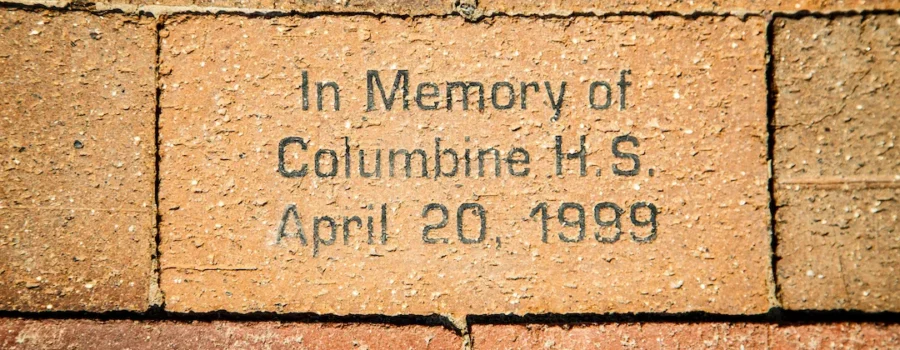 In Memory of
Columbine H.S.
April 20, 1999